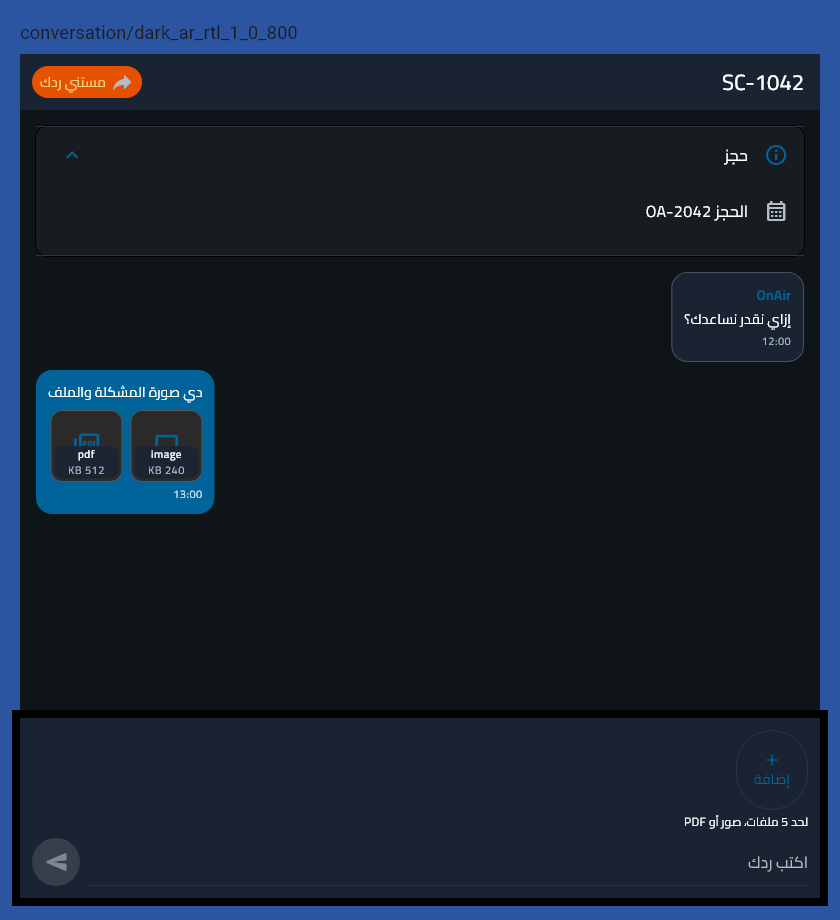 conversation/dark_ar_rtl_1_0_800
SC-1042
مستني ردك
حجز
الحجز OA-2042
OnAir
إزاي نقدر نساعدك؟
12:00
دي صورة المشكلة والملف
image
240 KB
PDF
pdf
512 KB
13:00
+
إضافة
لحد 5 ملفات، صور أو PDF
اكتب ردك